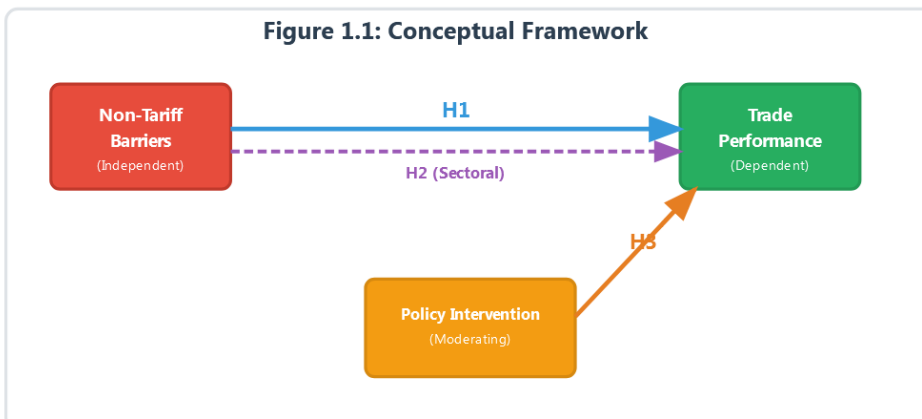 Figure 1.1: Conceptual Framework
Non-Tariff
Barriers
(Independent)
H1
H2 (Sectoral)
Trade
Performance
(Dependent)
H3
Policy Intervention
(Moderating)